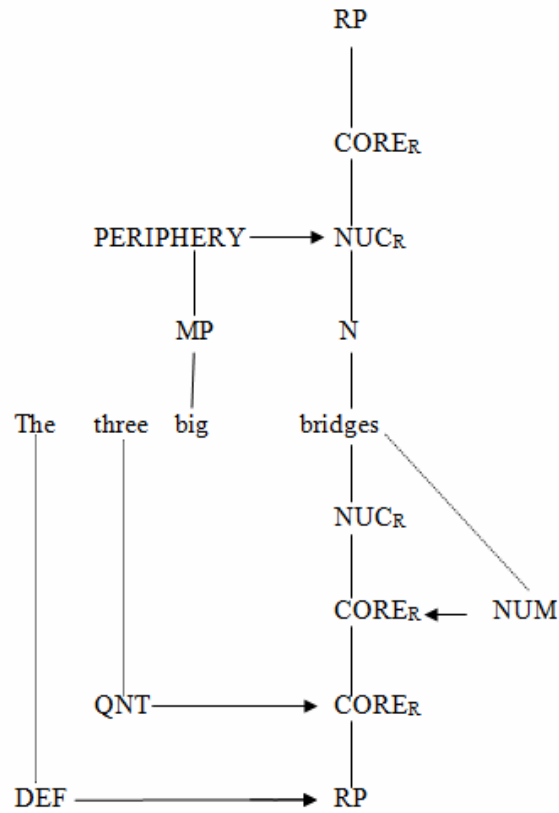 RP
CORER
PERIPHERY NUCR
MP N
The three big bridges
NUCR
CORER NUM
QNT CORER
DEF RP